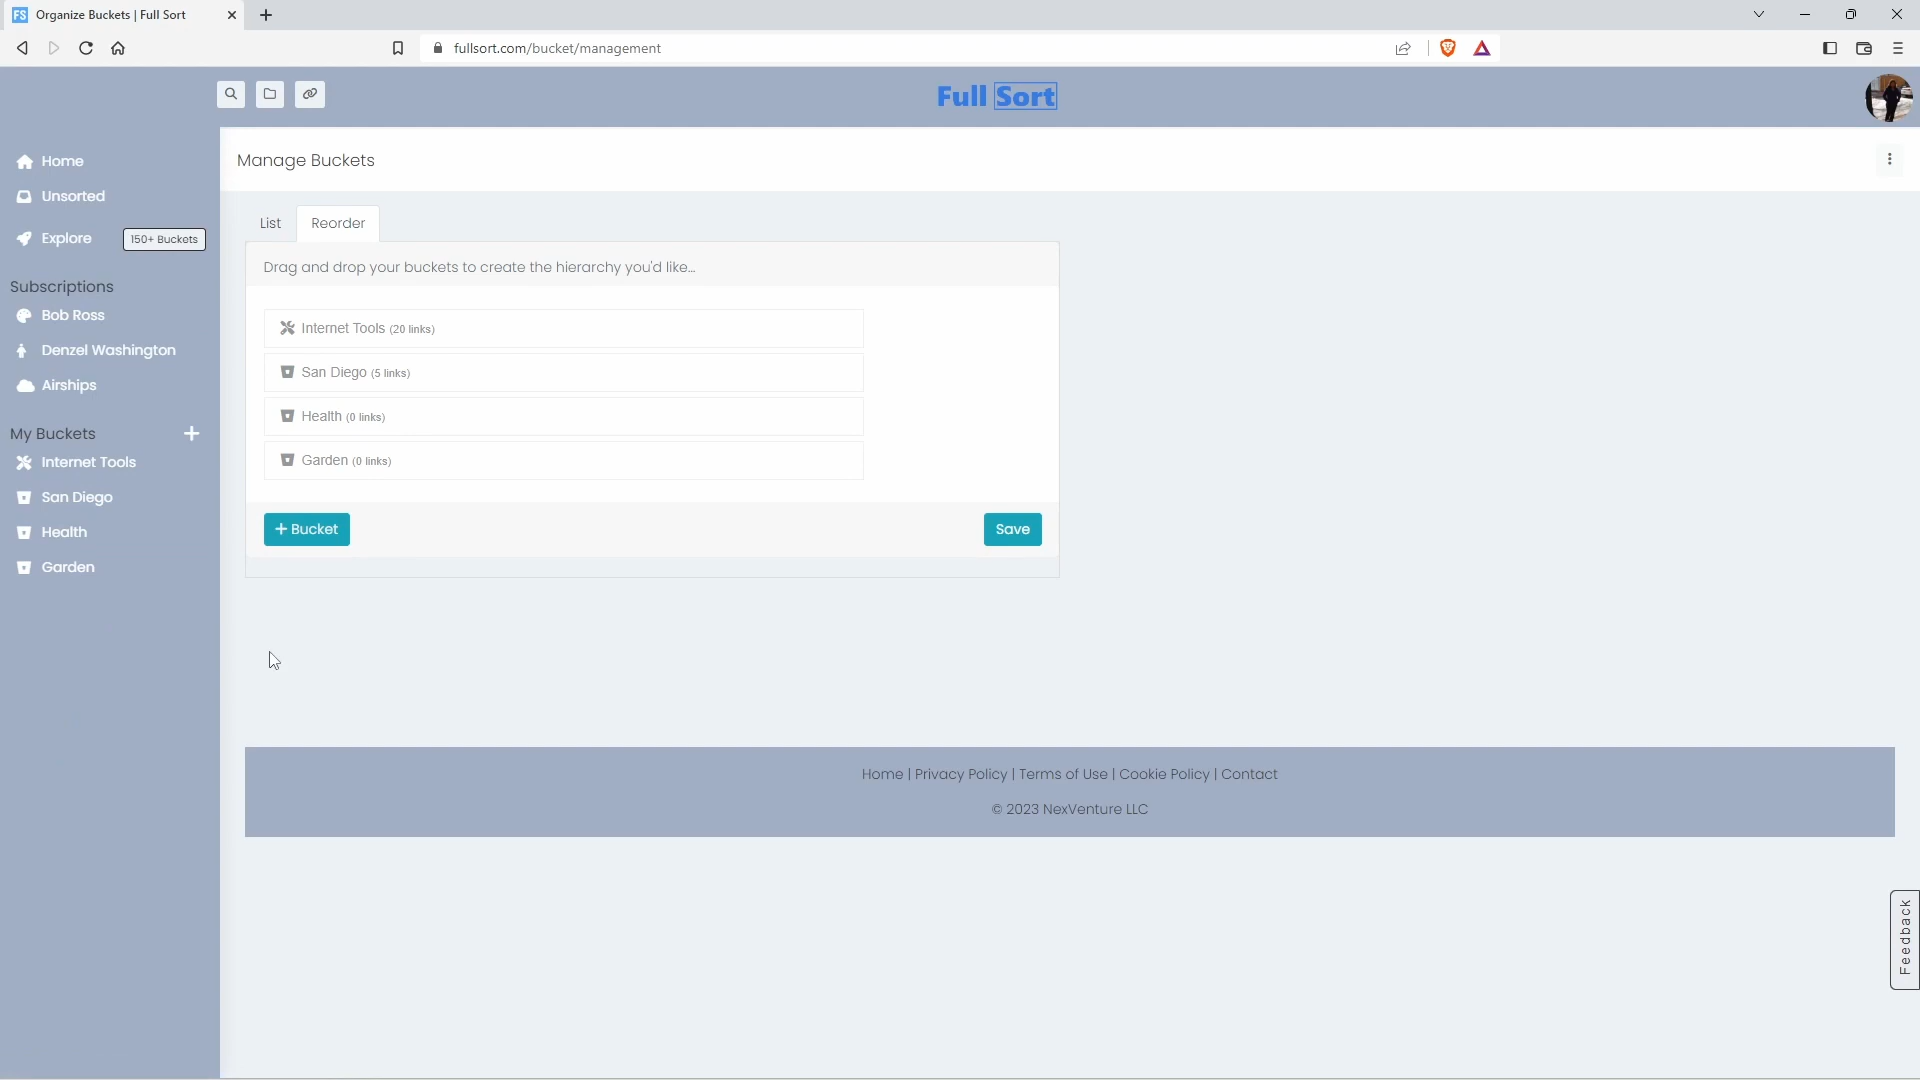 FS Organize Buckets | Full Sort
fullsort.com/bucket/management
Full Sort
Home
Unsorted
Explore 150+ Buckets
Subscriptions
Bob Ross
Denzel Washington
Airships
My Buckets
Internet Tools
San Diego
Health
Garden
Manage Buckets
List Reorder
Drag and drop your buckets to create the hierarchy you'd like...
Internet Tools (20 links)
San Diego (5 links)
Health (0 links)
Garden (0 links)
+ Bucket Save
Home | Privacy Policy | Terms of Use | Cookie Policy | Contact
© 2023 NexVenture LLC
Feedback